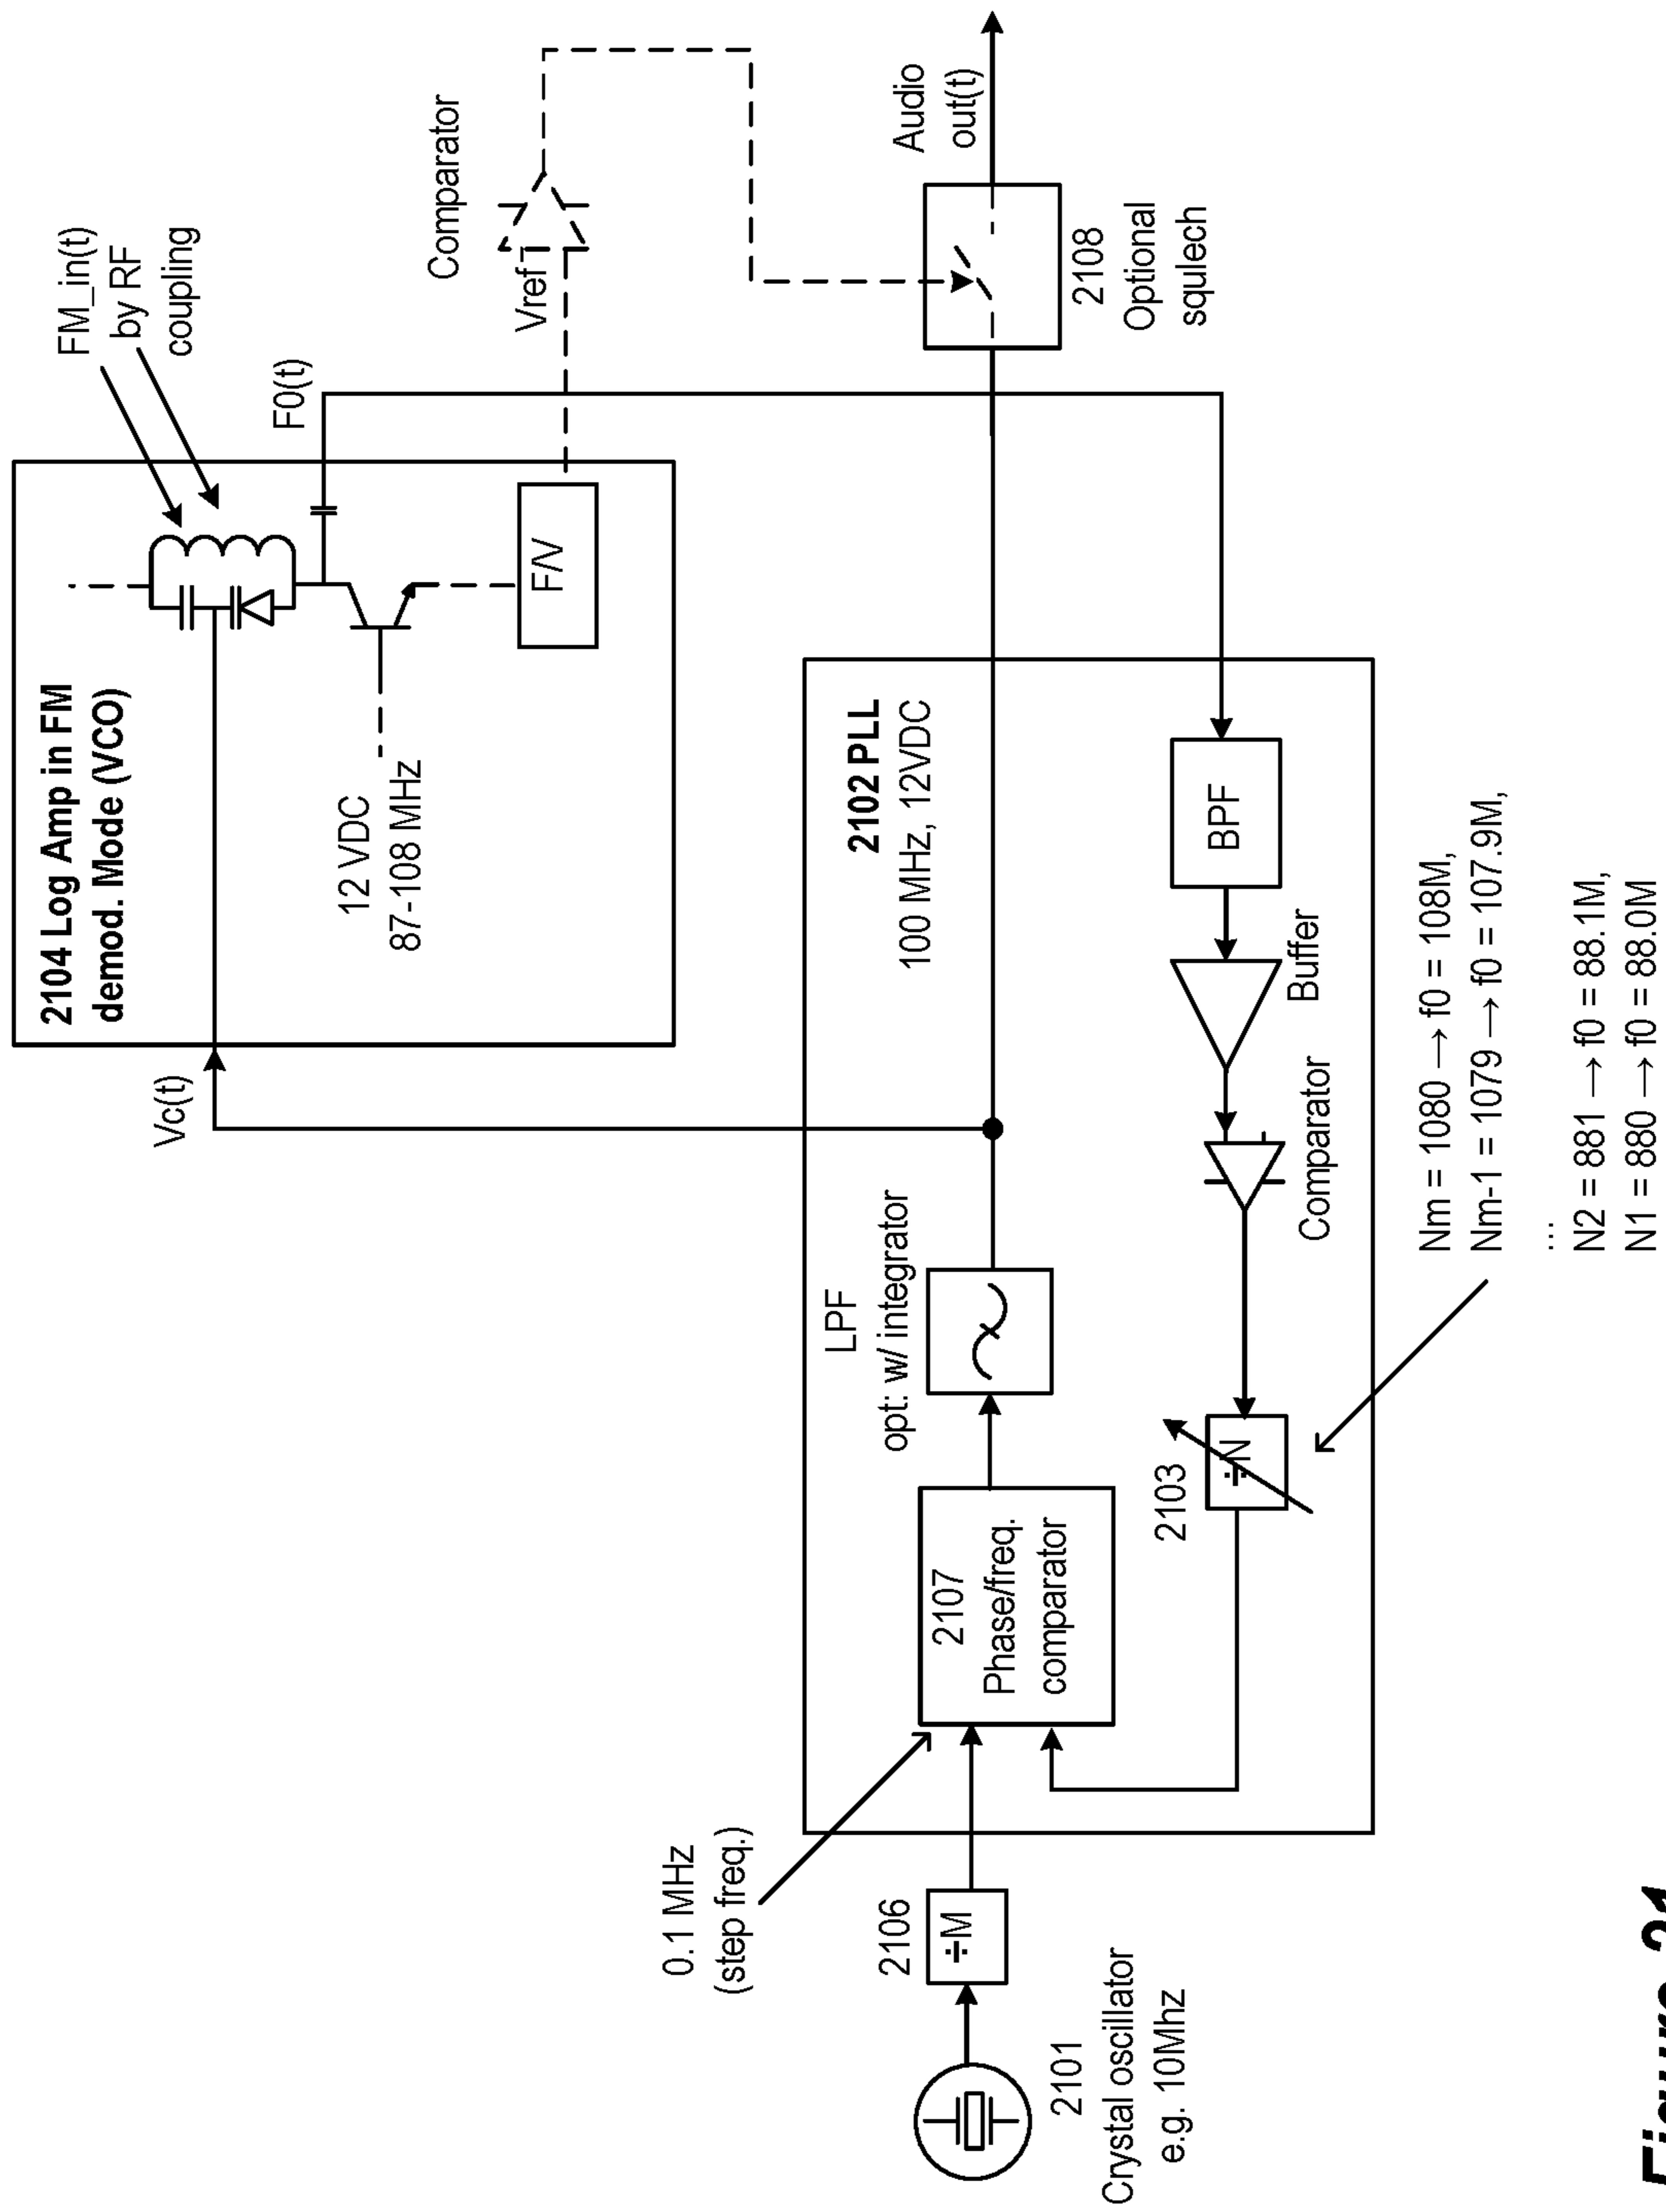 2104 Log Amp in FM
demod. Mode (VCO)
12 VDC
87-108 MHz
F/V
FM_in(t)
by RF
coupling
F0(t)
Vc(t)
Comparator
Vref
Audio
out(t)
2108
Optional
squlech
2102 PLL
100 MHz, 12VDC
LPF
opt: w/ integrator
2107
Phase/freq.
comparator
0.1 MHz
(step freq.)
2106
÷M
2101
Crystal oscillator
e.g. 10Mhz
BPF
Buffer
Comparator
2103
÷N
Nm = 1080 → f0 = 108M,
Nm-1 = 1079 → f0 = 107.9M,
...
N2 = 881 → f0 = 88.1M,
N1 = 880 → f0 = 88.0M
Figure 21